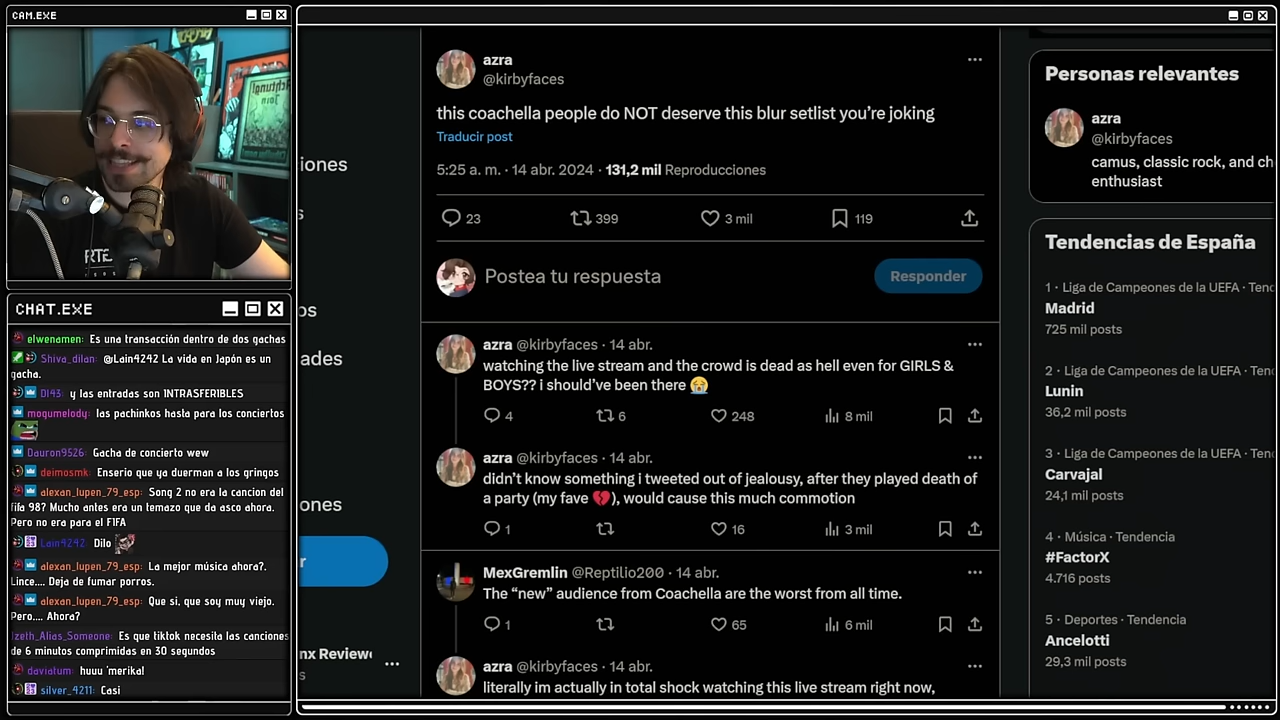 CAM.EXE
Achtung!
Join
RTE
CHAT.EXE
elwenamen: Es una transacción dentro de dos gachas
Shiva_dilan: @Lain4242 La vida en Japón es un
gacha.
Dl43: y las entradas son INTRASFERIBLES
mogumelody: las pachinkos hasta para los conciertos
Dauron9526: Gacha de concierto wew
deimosmk: Enserio que ya duerman a los gringos
alexan_lupen_79_esp: Song 2 no era la cancion del
fifa 98? Mucho antes era un temazo que da asco ahora.
Pero no era para el FIFA
Lain4242: Dilo
alexan_lupen_79_esp: La mejor música ahora?.
Lince.... Deja de fumar porros.
alexan_lupen_79_esp: Que si, que soy muy viejo.
Pero.... Ahora?
Izeth_Alias_Someone: Es que tiktok necesita las canciones
de 6 minutos comprimidas en 30 segundos
daviatum: huuu 'merika!
silver_4211: Casi
iones
s
os
ades
ones
r
nx Reviewe
s
azra
@kirbyfaces
this coachella people do NOT deserve this blur setlist you’re joking
Traducir post
5:25 a. m. · 14 abr. 2024 · 131,2 mil Reproducciones
23
399
3 mil
119
Postea tu respuesta
Responder
azra @kirbyfaces · 14 abr.
watching the live stream and the crowd is dead as hell even for GIRLS &
BOYS?? i should’ve been there 😭
4
6
248
8 mil
azra @kirbyfaces · 14 abr.
didn’t know something i tweeted out of jealousy, after they played death of
a party (my fave 💔), would cause this much commotion
1
16
3 mil
MexGremlin @Reptilio200 · 14 abr.
The “new” audience from Coachella are the worst from all time.
1
65
6 mil
azra @kirbyfaces · 14 abr.
literally im actually in total shock watching this live stream right now,
Personas relevantes
azra
@kirbyfaces
camus, classic rock, and ch
enthusiast
Tendencias de España
1 · Liga de Campeones de la UEFA · Tenc
Madrid
725 mil posts
2 · Liga de Campeones de la UEFA · Tenc
Lunin
36,2 mil posts
3 · Liga de Campeones de la UEFA · Tenc
Carvajal
24,1 mil posts
4 · Música · Tendencia
#FactorX
4.716 posts
5 · Deportes · Tendencia
Ancelotti
29,3 mil posts